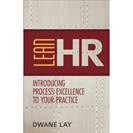 LEAN
HR
INTRODUCING
PROCESS EXCELLENCE
TO YOUR PRACTICE
DWANE LAY